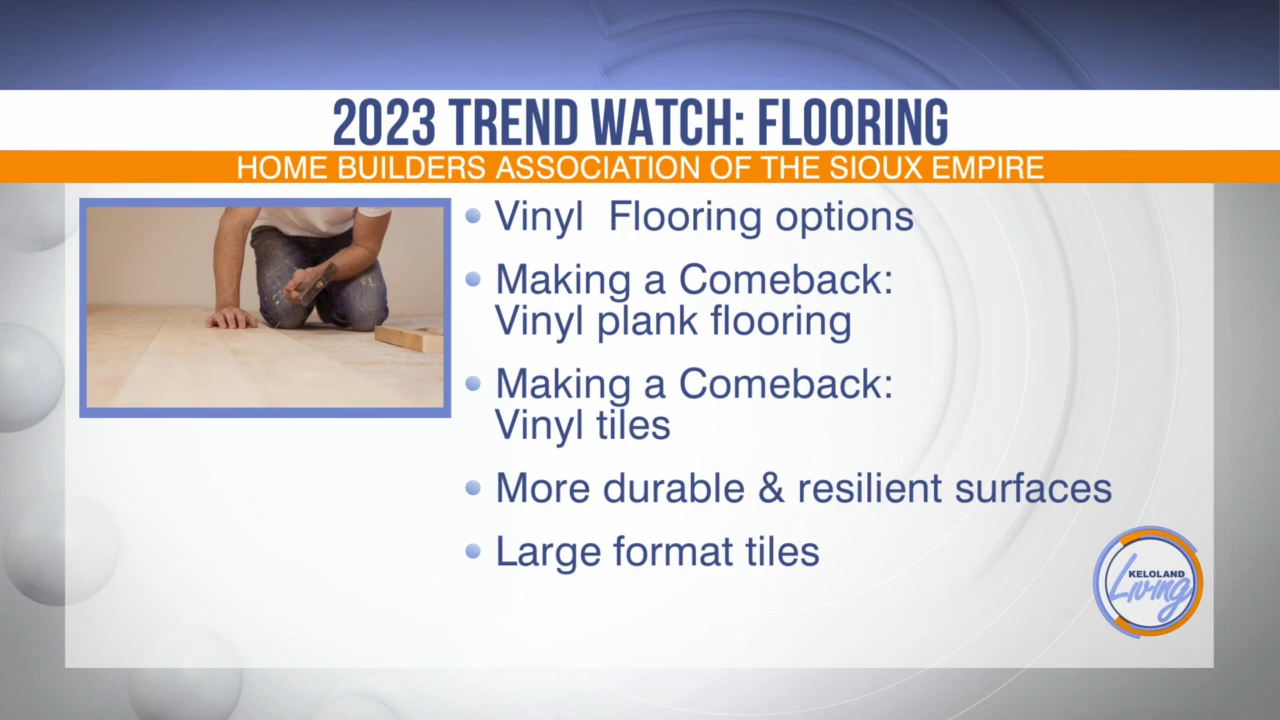 2023 TREND WATCH: FLOORING
HOME BUILDERS ASSOCIATION OF THE SIOUX EMPIRE
• Vinyl  Flooring options
• Making a Comeback:
Vinyl plank flooring
• Making a Comeback:
Vinyl tiles
• More durable & resilient surfaces
• Large format tiles
KELOLAND
Living